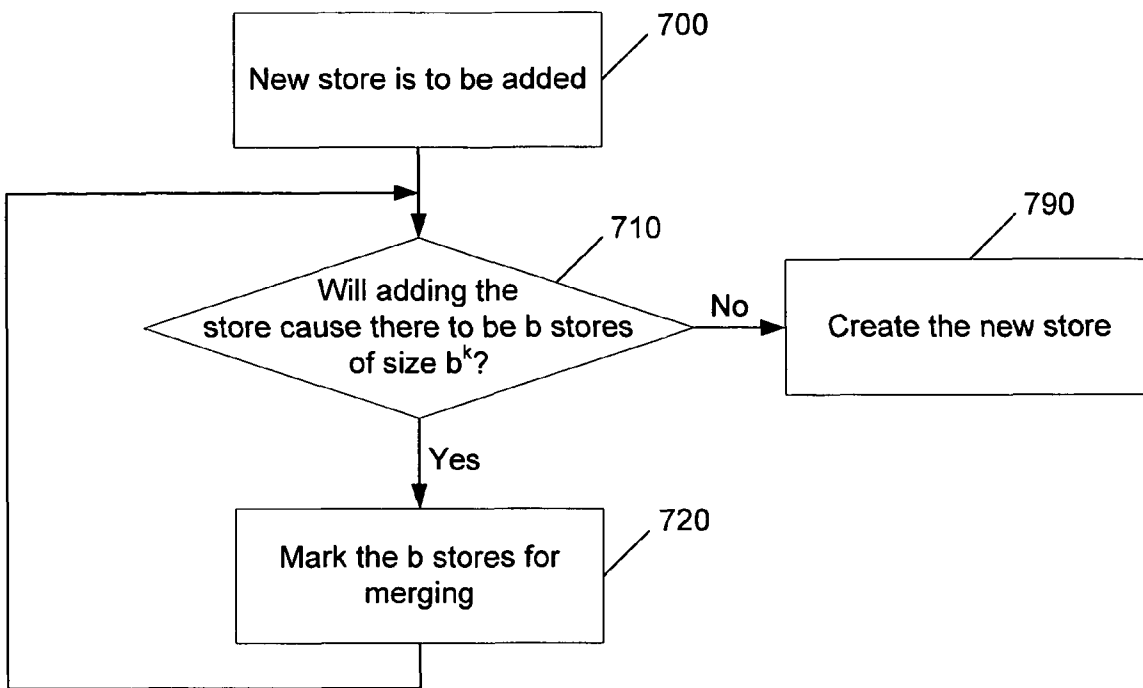 700
New store is to be added
710
790
Will adding the
store cause there to be b stores
of size b^k?
No
Create the new store
Yes
720
Mark the b stores for
merging